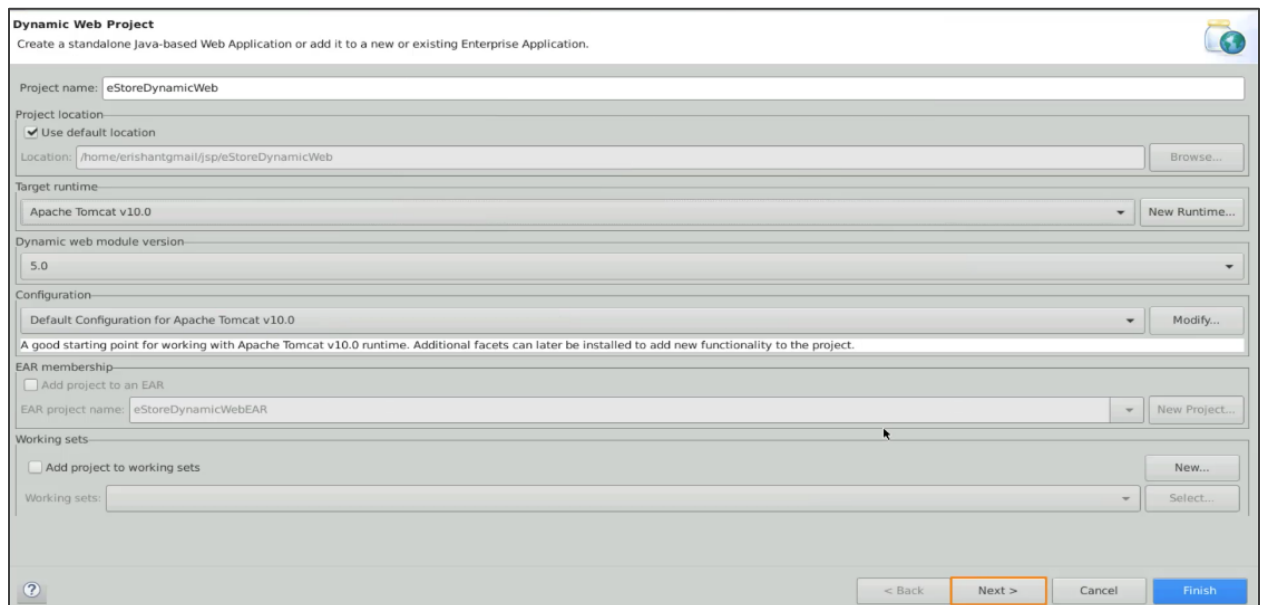 Dynamic Web Project
Create a standalone Java-based Web Application or add it to a new or existing Enterprise Application.
Project name: eStoreDynamicWeb
Project location
Use default location
Location: /home/erishantgmail/jsp/eStoreDynamicWeb Browse...
Target runtime
Apache Tomcat v10.0 New Runtime...
Dynamic web module version
5.0
Configuration
Default Configuration for Apache Tomcat v10.0 Modify...
A good starting point for working with Apache Tomcat v10.0 runtime. Additional facets can later be installed to add new functionality to the project.
EAR membership
Add project to an EAR
EAR project name: eStoreDynamicWebEAR New Project...
Working sets
Add project to working sets New...
Working sets: Select...
? < Back Next > Cancel Finish